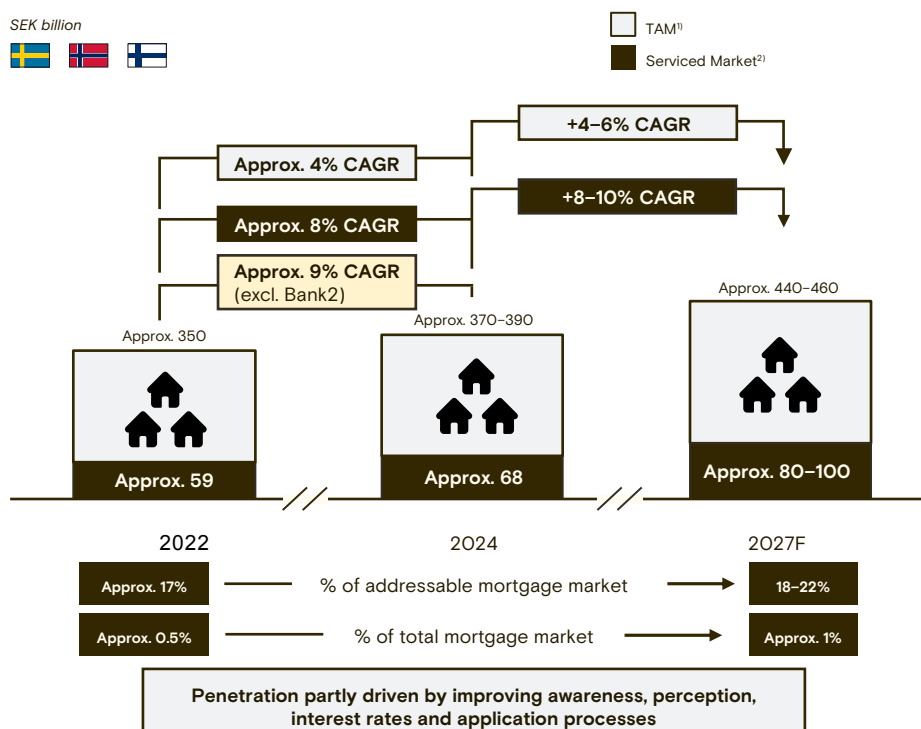 SEK billion
TAM¹⁾
Serviced Market²⁾
+4–6% CAGR
Approx. 4% CAGR
+8–10% CAGR
Approx. 8% CAGR
Approx. 9% CAGR
(excl. Bank2)
Approx. 350
Approx. 370–390
Approx. 440–460
Approx. 59
Approx. 68
Approx. 80–100
2022
2024
2027F
Approx. 17%
% of addressable mortgage market
18–22%
Approx. 0.5%
% of total mortgage market
Approx. 1%
Penetration partly driven by improving awareness, perception,
interest rates and application processes